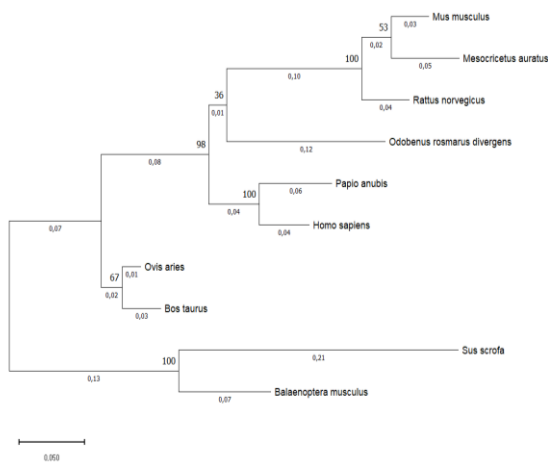 Mus musculus
0,03
53
0,02
Mesocricetus auratus
0,05
100
0,10
Rattus norvegicus
0,04
36
0,01
Odobenus rosmarus divergens
0,12
98
0,08
Papio anubis
0,06
100
0,04
Homo sapiens
0,04
0,07
Ovis aries
0,01
67
0,02
Bos taurus
0,03
Sus scrofa
0,21
100
0,13
Balaenoptera musculus
0,07
0,050